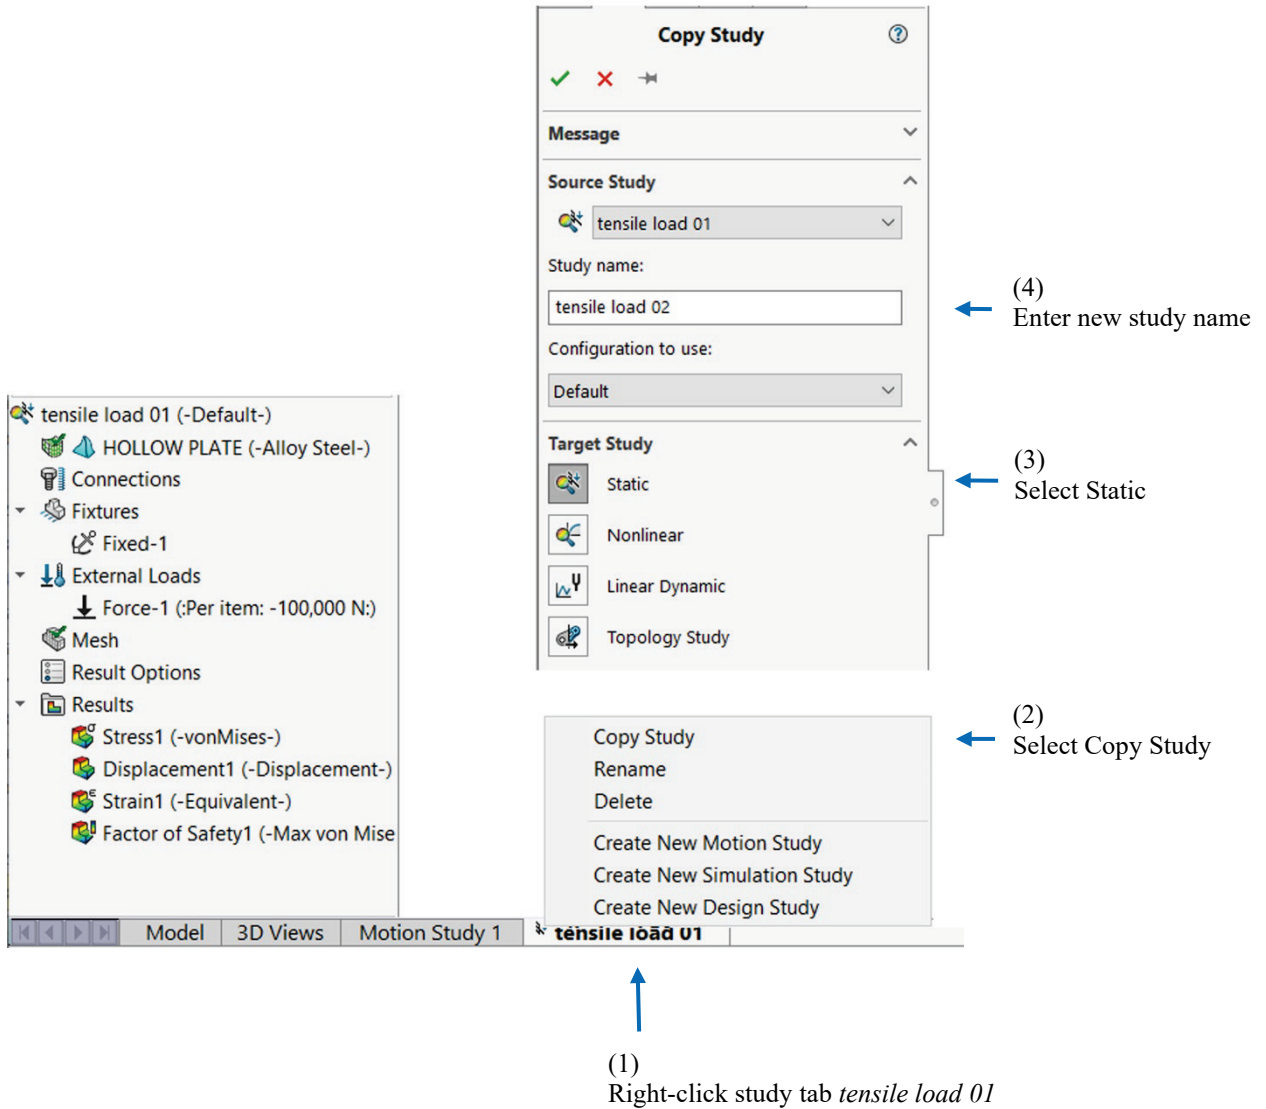 Copy Study
Message
Source Study
tensile load 01
Study name:
tensile load 02
Configuration to use:
Default
Target Study
Static
Nonlinear
Linear Dynamic
Topology Study
(4)
Enter new study name
(3)
Select Static
tensile load 01 (-Default-)
HOLLOW PLATE (-Alloy Steel-)
Connections
Fixtures
Fixed-1
External Loads
Force-1 (:Per item: -100,000 N:)
Mesh
Result Options
Results
Stress1 (-vonMises-)
Displacement1 (-Displacement-)
Strain1 (-Equivalent-)
Factor of Safety1 (-Max von Mise
Copy Study
Rename
Delete
Create New Motion Study
Create New Simulation Study
Create New Design Study
(2)
Select Copy Study
Model
3D Views
Motion Study 1
tensile load 01
(1)
Right-click study tab tensile load 01